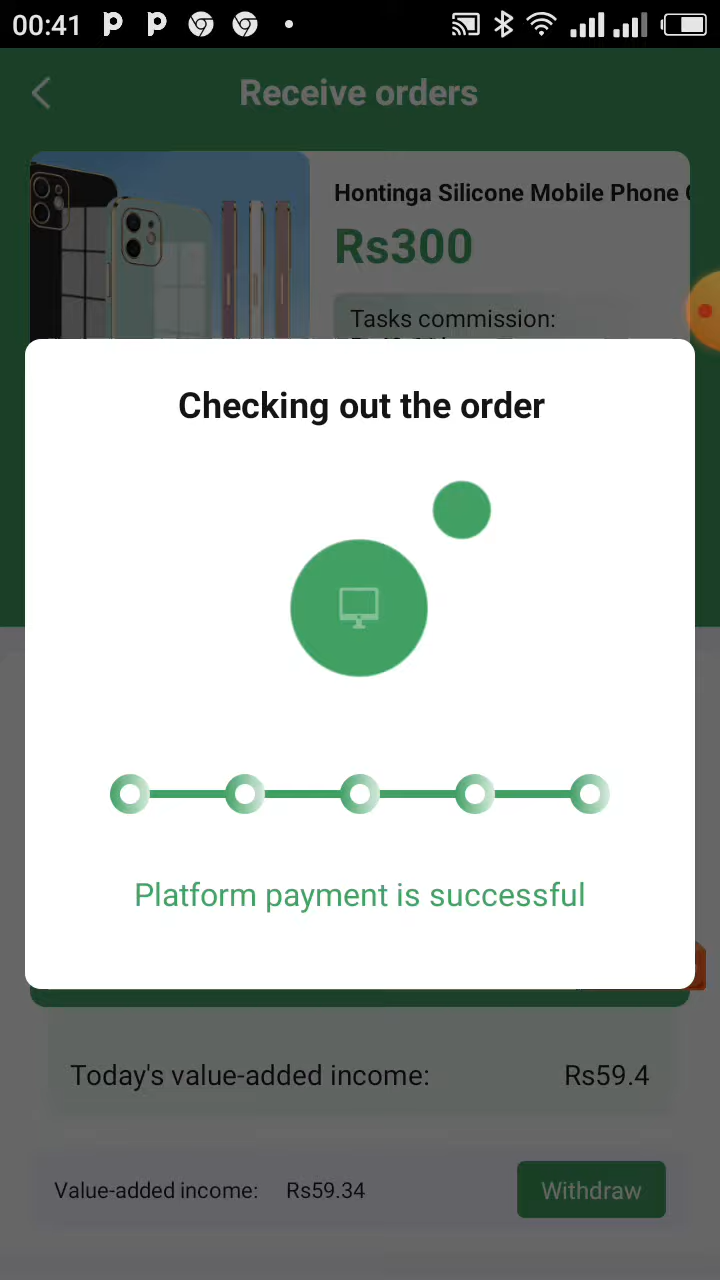 00:41
Receive orders
Hontinga Silicone Mobile Phone
Rs300
Tasks commission:
Checking out the order
Platform payment is successful
Today's value-added income: Rs59.4
Value-added income: Rs59.34
Withdraw